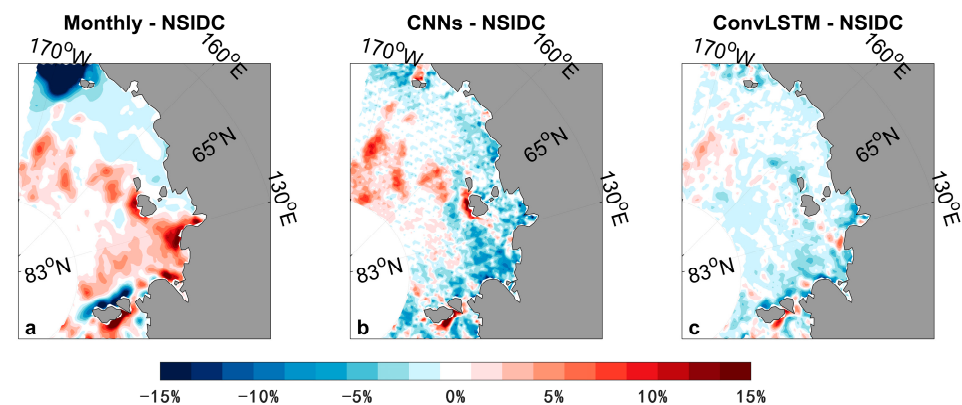 Monthly - NSIDC CNNs - NSIDC ConvLSTM - NSIDC
170°W 160°E 170°W 160°E 170°W 160°E
65°N 65°N 65°N
130°E 130°E 130°E
83°N 83°N 83°N
a b c
−15% −10% −5% 0% 5% 10% 15%